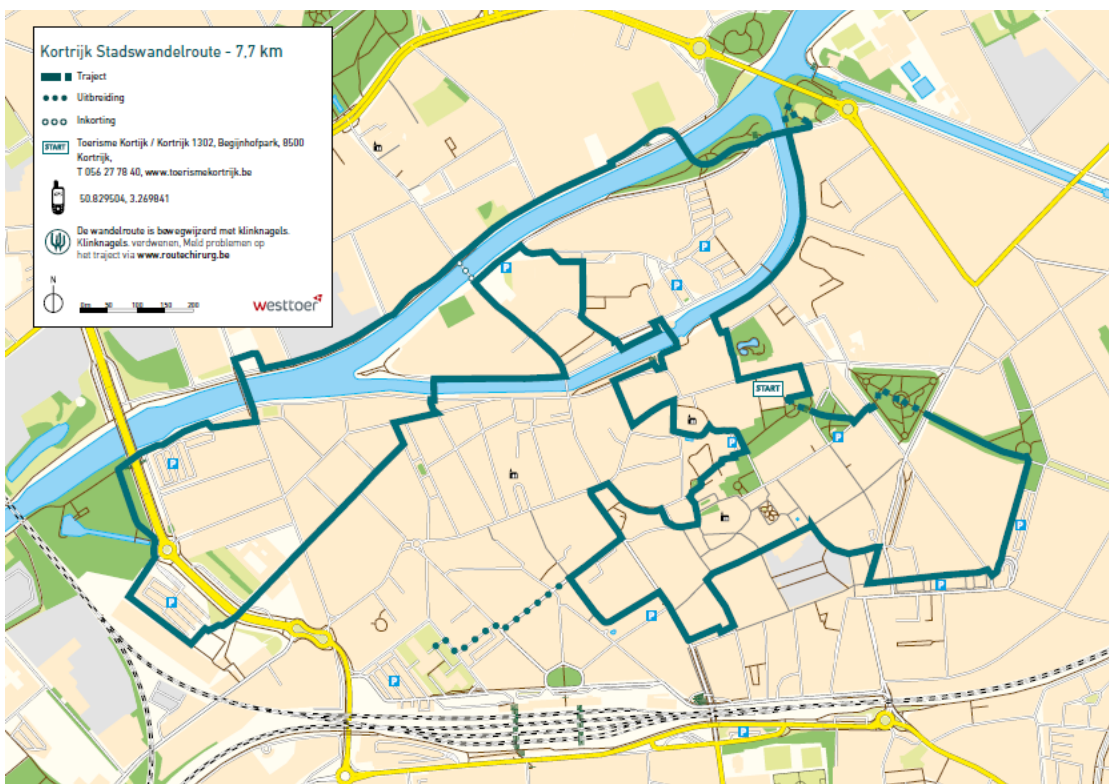 Kortrijk Stadswandelroute - 7,7 km
Traject
Uitbreiding
Inkorting
START
Toerisme Kortijk / Kortrijk 1302, Begijnhofpark, 8500
Kortrijk,
T 056 27 78 40, www.toerismekortrijk.be
50.829504, 3.269841
De wandelroute is bewegwijzerd met klinknagels.
Klinknagels. verdwenen, Meld problemen op
het traject via www.routechirurg.be
N
0m 50 100 150 200
westtoer
P
P
START
P
P
P
P
P
P
P
P
P
P